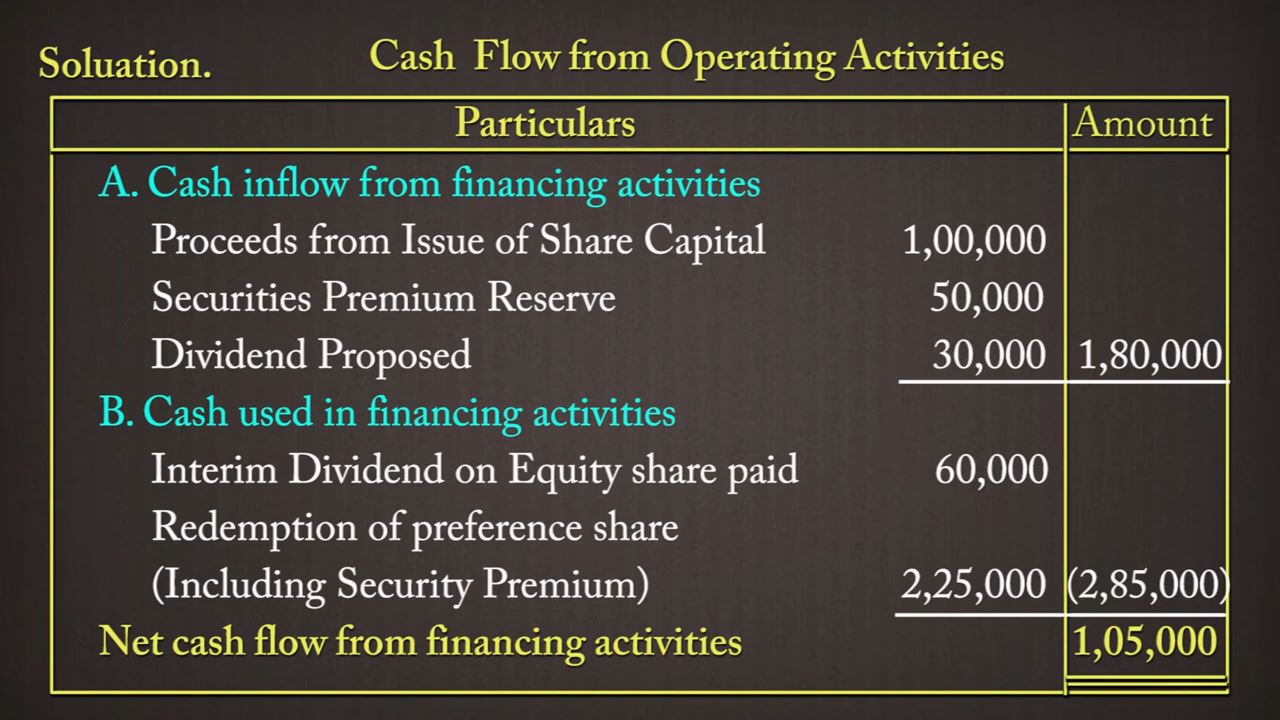 Soluation.
Cash Flow from Operating Activities
Particulars Amount
A. Cash inflow from financing activities
Proceeds from Issue of Share Capital 1,00,000
Securities Premium Reserve 50,000
Dividend Proposed 30,000 1,80,000
B. Cash used in financing activities
Interim Dividend on Equity share paid 60,000
Redemption of preference share
(Including Security Premium) 2,25,000 (2,85,000)
Net cash flow from financing activities 1,05,000